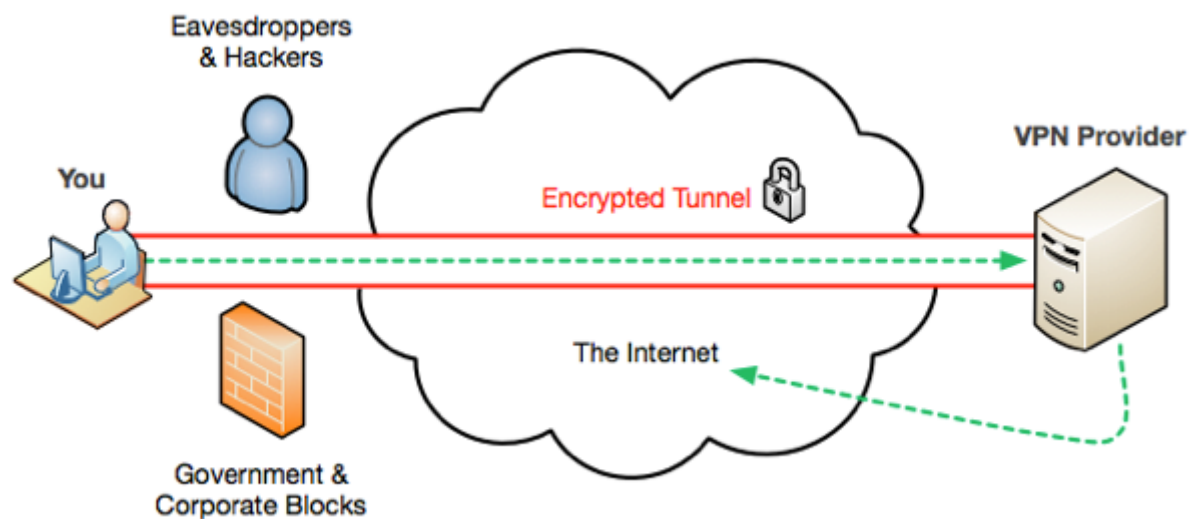 Eavesdroppers
& Hackers
VPN Provider
You
Encrypted Tunnel
The Internet
Government &
Corporate Blocks